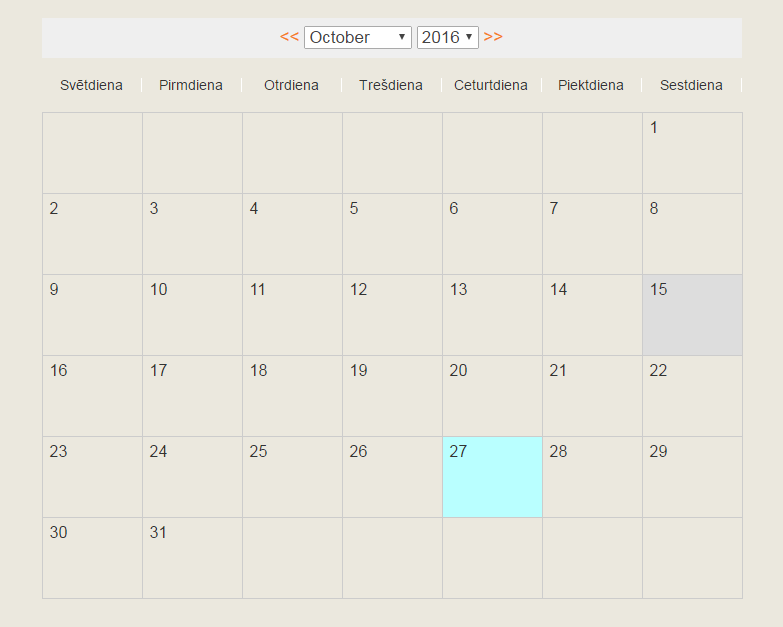 << October 2016 >>
Svētdiena Pirmdiena Otrdiena Trešdiena Ceturtdiena Piektdiena Sestdiena
1
2 3 4 5 6 7 8
9 10 11 12 13 14 15
16 17 18 19 20 21 22
23 24 25 26 27 28 29
30 31